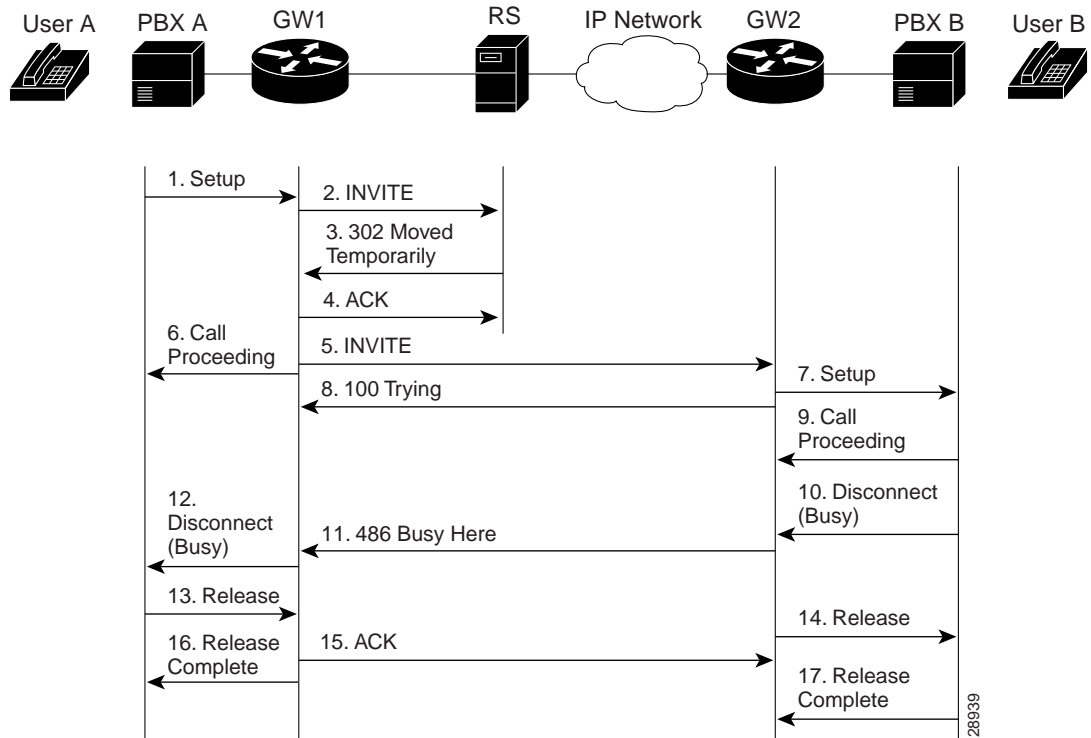 User A
PBX A
GW1
RS
IP Network
GW2
PBX B
User B
1. Setup
2. INVITE
3. 302 Moved
Temporarily
4. ACK
6. Call
Proceeding
5. INVITE
7. Setup
8. 100 Trying
9. Call
Proceeding
10. Disconnect
(Busy)
12.
Disconnect
(Busy)
11. 486 Busy Here
13. Release
14. Release
16. Release
Complete
15. ACK
17. Release
Complete
28939